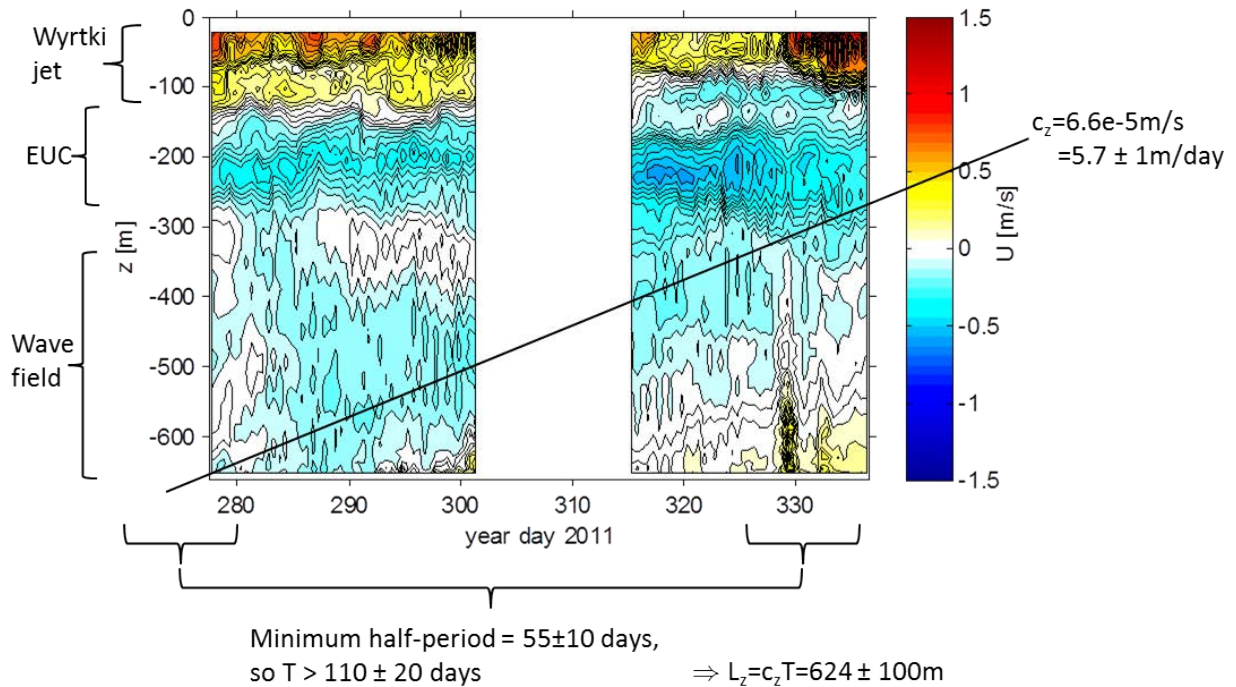 Wyrtki
jet
EUC
Wave
field
z [m]
0
-100
-200
-300
-400
-500
-600
280
290
300
310
320
330
year day 2011
1.5
1
0.5
0
-0.5
-1
-1.5
U [m/s]
c_z=6.6e-5m/s
=5.7 ± 1m/day
Minimum half-period = 55±10 days,
so T > 110 ± 20 days ⇒ L_z=c_zT=624 ± 100m